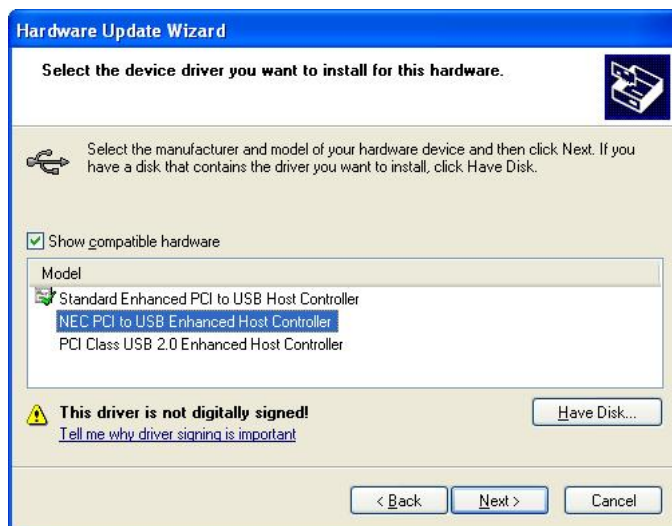 Hardware Update Wizard
Select the device driver you want to install for this hardware.
Select the manufacturer and model of your hardware device and then click Next. If you
have a disk that contains the driver you want to install, click Have Disk.
Show compatible hardware
Model
Standard Enhanced PCI to USB Host Controller
NEC PCI to USB Enhanced Host Controller
PCI Class USB 2.0 Enhanced Host Controller
This driver is not digitally signed!
Have Disk...
Tell me why driver signing is important
< Back
Next >
Cancel